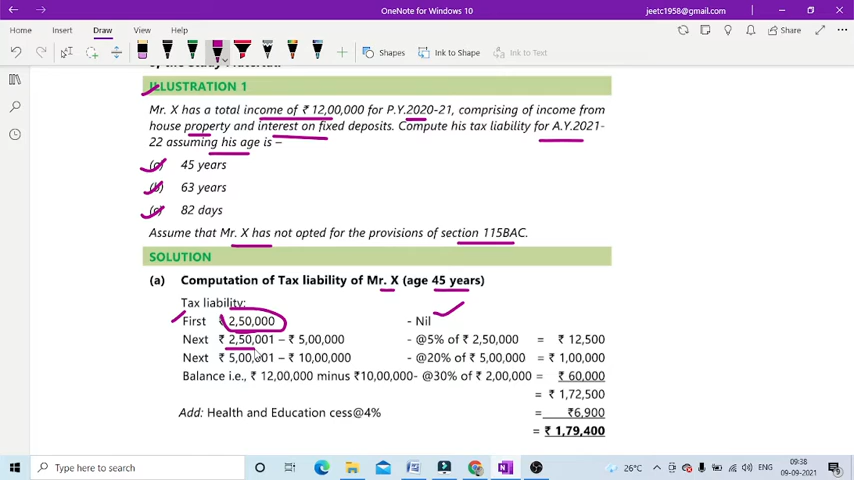 OneNote for Windows 10
jeetc1958@gmail.com
Home Insert Draw View Help
Share
Shapes Ink to Shape Ink to Text
ILLUSTRATION 1
Mr. X has a total income of ₹ 12,00,000 for P.Y.2020-21, comprising of income from
house property and interest on fixed deposits. Compute his tax liability for A.Y.2021-
22 assuming his age is –
(a) 45 years
(b) 63 years
(c) 82 days
Assume that Mr. X has not opted for the provisions of section 115BAC.
SOLUTION
(a) Computation of Tax liability of Mr. X (age 45 years)
Tax liability:
First ₹ 2,50,000 - Nil
Next ₹ 2,50,001 – ₹ 5,00,000 - @5% of ₹ 2,50,000 = ₹ 12,500
Next ₹ 5,00,001 – ₹ 10,00,000 - @20% of ₹ 5,00,000 = ₹ 1,00,000
Balance i.e., ₹ 12,00,000 minus ₹10,00,000- @30% of ₹ 2,00,000 = ₹ 60,000
= ₹ 1,72,500
Add: Health and Education cess@4% = ₹6,900
= ₹ 1,79,400
Type here to search
26°C
ENG
09:38
09-09-2021